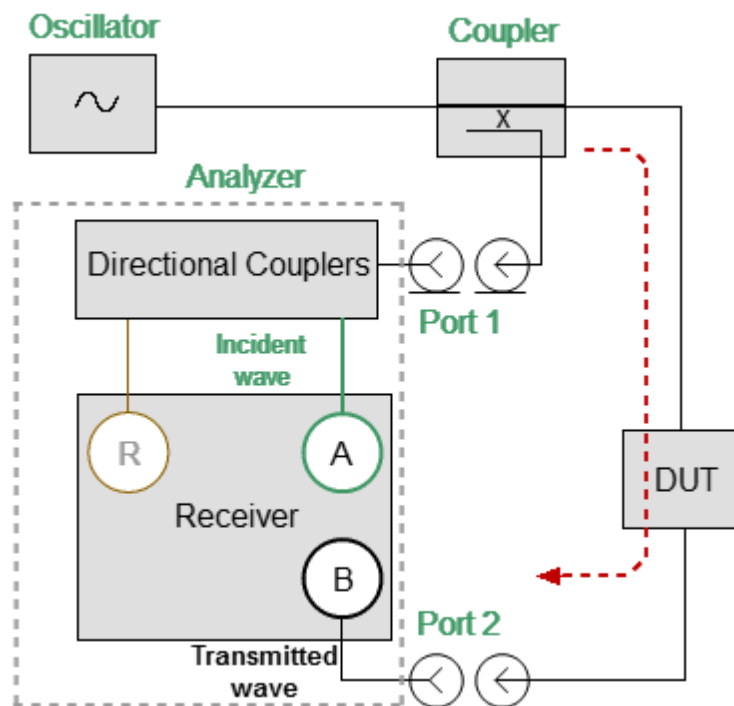 Oscillator
Coupler
X
Analyzer
Directional Couplers
Port 1
Incident
wave
R
A
Receiver
DUT
B
Port 2
Transmitted
wave